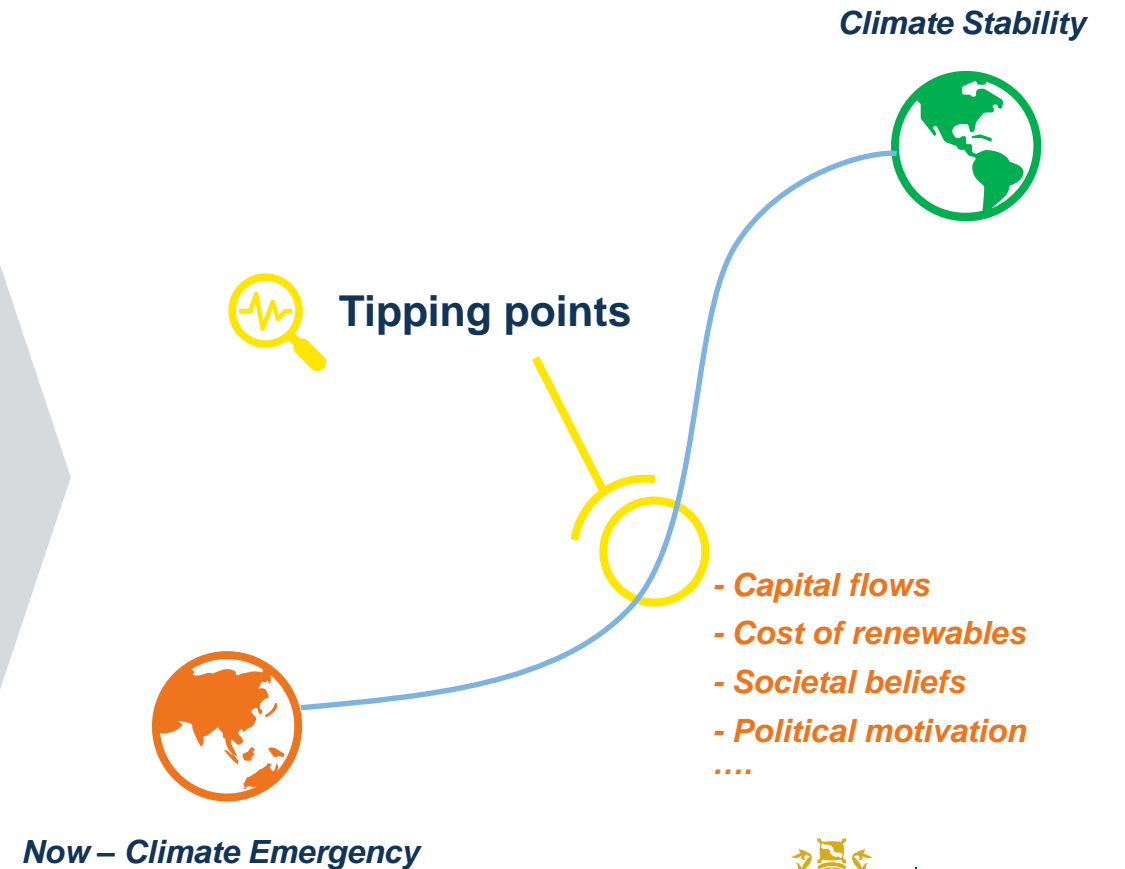 Climate Stability
Tipping points
- Capital flows
- Cost of renewables
- Societal beliefs
- Political motivation
….
Now – Climate Emergency